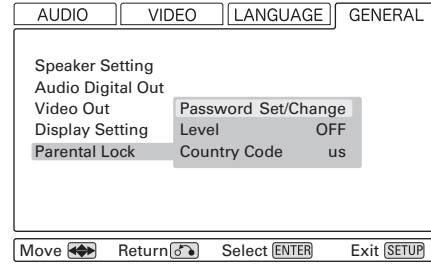 AUDIO VIDEO LANGUAGE GENERAL
Speaker Setting
Audio Digital Out
Video Out Password Set/Change
Display Setting Level OFF
Parental Lock Country Code us
Move Return Select ENTER Exit SETUP